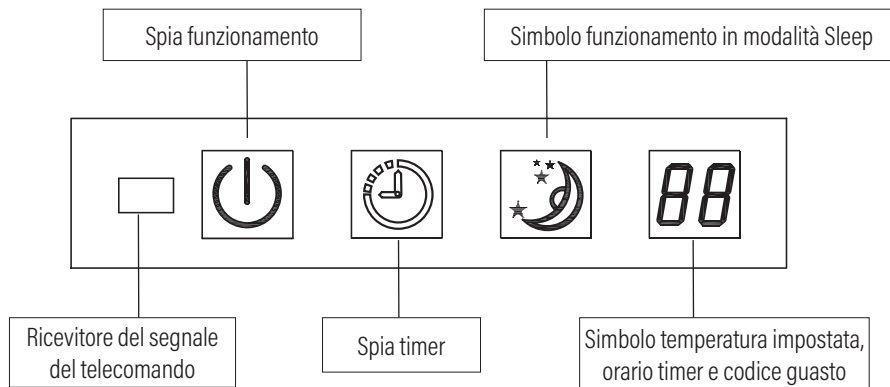 Spia funzionamento
Simbolo funzionamento in modalità Sleep
88
Ricevitore del segnale
del telecomando
Spia timer
Simbolo temperatura impostata,
orario timer e codice guasto